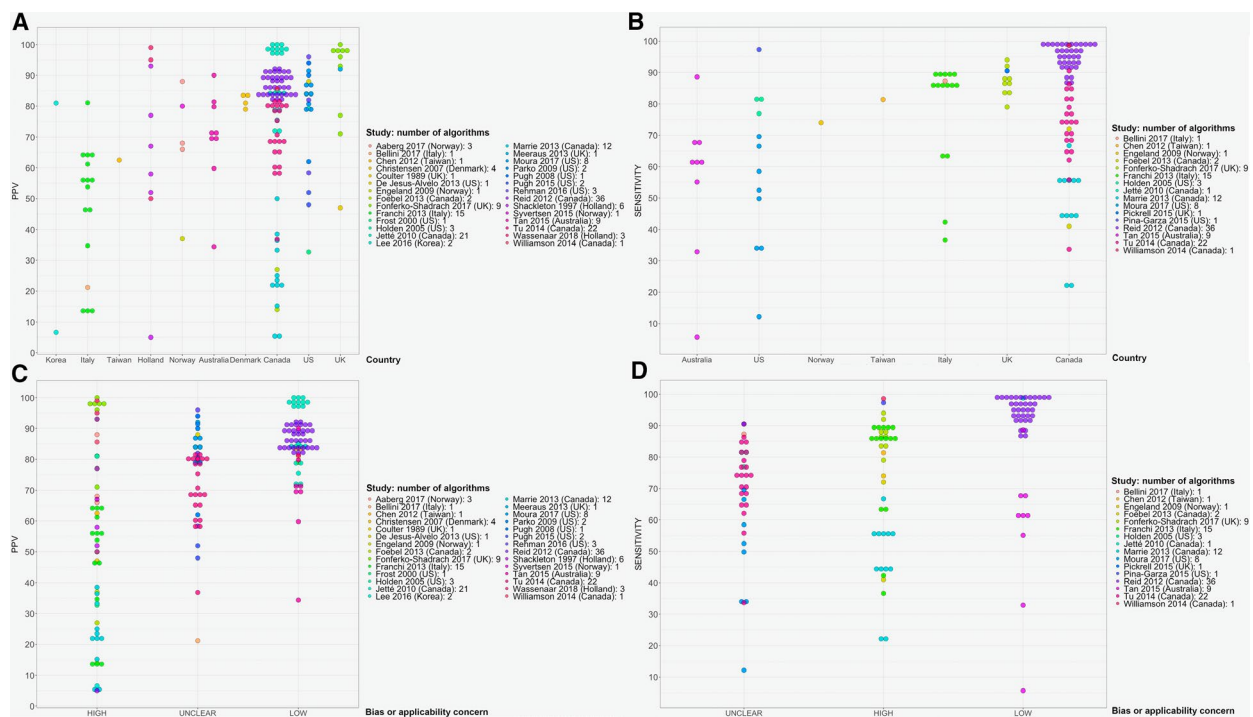 A
PPV
100
90
80
70
60
50
40
30
20
10
0
Korea Italy Taiwan Holland Norway Australia Denmark Canada US UK
Country
Study: number of algorithms
Aaberg 2017 (Norway): 3
Bellini 2017 (Italy): 1
Chen 2012 (Taiwan): 1
Christensen 2007 (Denmark): 4
Coulter 1989 (UK): 1
De Jesus-Alvelo 2013 (US): 1
Engeland 2009 (Norway): 1
Foebel 2013 (Canada): 2
Fonferko-Shadrach 2017 (UK): 9
Franchi 2013 (Italy): 15
Frost 2000 (US): 1
Holden 2005 (US): 3
Jetté 2010 (Canada): 21
Lee 2016 (Korea): 2
Marrie 2013 (Canada): 12
Meeraus 2013 (UK): 1
Moura 2017 (US): 8
Parko 2009 (US): 2
Pugh 2008 (US): 1
Pugh 2015 (US): 2
Rehman 2016 (US): 3
Reid 2012 (Canada): 36
Shackleton 1997 (Holland): 6
Syvertsen 2015 (Norway): 1
Tan 2015 (Australia): 9
Tu 2014 (Canada): 22
Wassenaar 2018 (Holland): 3
Williamson 2014 (Canada): 1
B
SENSITIVITY
100
90
80
70
60
50
40
30
20
10
Australia US Norway Taiwan Italy UK Canada
Country
Study: number of algorithms
Bellini 2017 (Italy): 1
Chen 2012 (Taiwan): 1
Engeland 2009 (Norway): 1
Foebel 2013 (Canada): 2
Fonferko-Shadrach 2017 (UK): 9
Franchi 2013 (Italy): 15
Holden 2005 (US): 3
Jetté 2010 (Canada): 1
Marrie 2013 (Canada): 12
Moura 2017 (US): 8
Pickrell 2015 (UK): 1
Pina-Garza 2015 (US): 1
Reid 2012 (Canada): 36
Tan 2015 (Australia): 9
Tu 2014 (Canada): 22
Williamson 2014 (Canada): 1
C
PPV
100
90
80
70
60
50
40
30
20
10
0
HIGH UNCLEAR LOW
Bias or applicability concern
Study: number of algorithms
Aaberg 2017 (Norway): 3
Bellini 2017 (Italy): 1
Chen 2012 (Taiwan): 1
Christensen 2007 (Denmark): 4
Coulter 1989 (UK): 1
De Jesus-Alvelo 2013 (US): 1
Engeland 2009 (Norway): 1
Foebel 2013 (Canada): 2
Fonferko-Shadrach 2017 (UK): 9
Franchi 2013 (Italy): 15
Frost 2000 (US): 1
Holden 2005 (US): 3
Jetté 2010 (Canada): 21
Lee 2016 (Korea): 2
Marrie 2013 (Canada): 12
Meeraus 2013 (UK): 1
Moura 2017 (US): 8
Parko 2009 (US): 2
Pugh 2008 (US): 1
Pugh 2015 (US): 2
Rehman 2016 (US): 3
Reid 2012 (Canada): 36
Shackleton 1997 (Holland): 6
Syvertsen 2015 (Norway): 1
Tan 2015 (Australia): 9
Tu 2014 (Canada): 22
Wassenaar 2018 (Holland): 3
Williamson 2014 (Canada): 1
D
SENSITIVITY
100
90
80
70
60
50
40
30
20
10
UNCLEAR HIGH LOW
Bias or applicability concern
Study: number of algorithms
Bellini 2017 (Italy): 1
Chen 2012 (Taiwan): 1
Engeland 2009 (Norway): 1
Foebel 2013 (Canada): 2
Fonferko-Shadrach 2017 (UK): 9
Franchi 2013 (Italy): 15
Holden 2005 (US): 3
Jetté 2010 (Canada): 1
Marrie 2013 (Canada): 12
Moura 2017 (US): 8
Pickrell 2015 (UK): 1
Pina-Garza 2015 (US): 1
Reid 2012 (Canada): 36
Tan 2015 (Australia): 9
Tu 2014 (Canada): 22
Williamson 2014 (Canada): 1